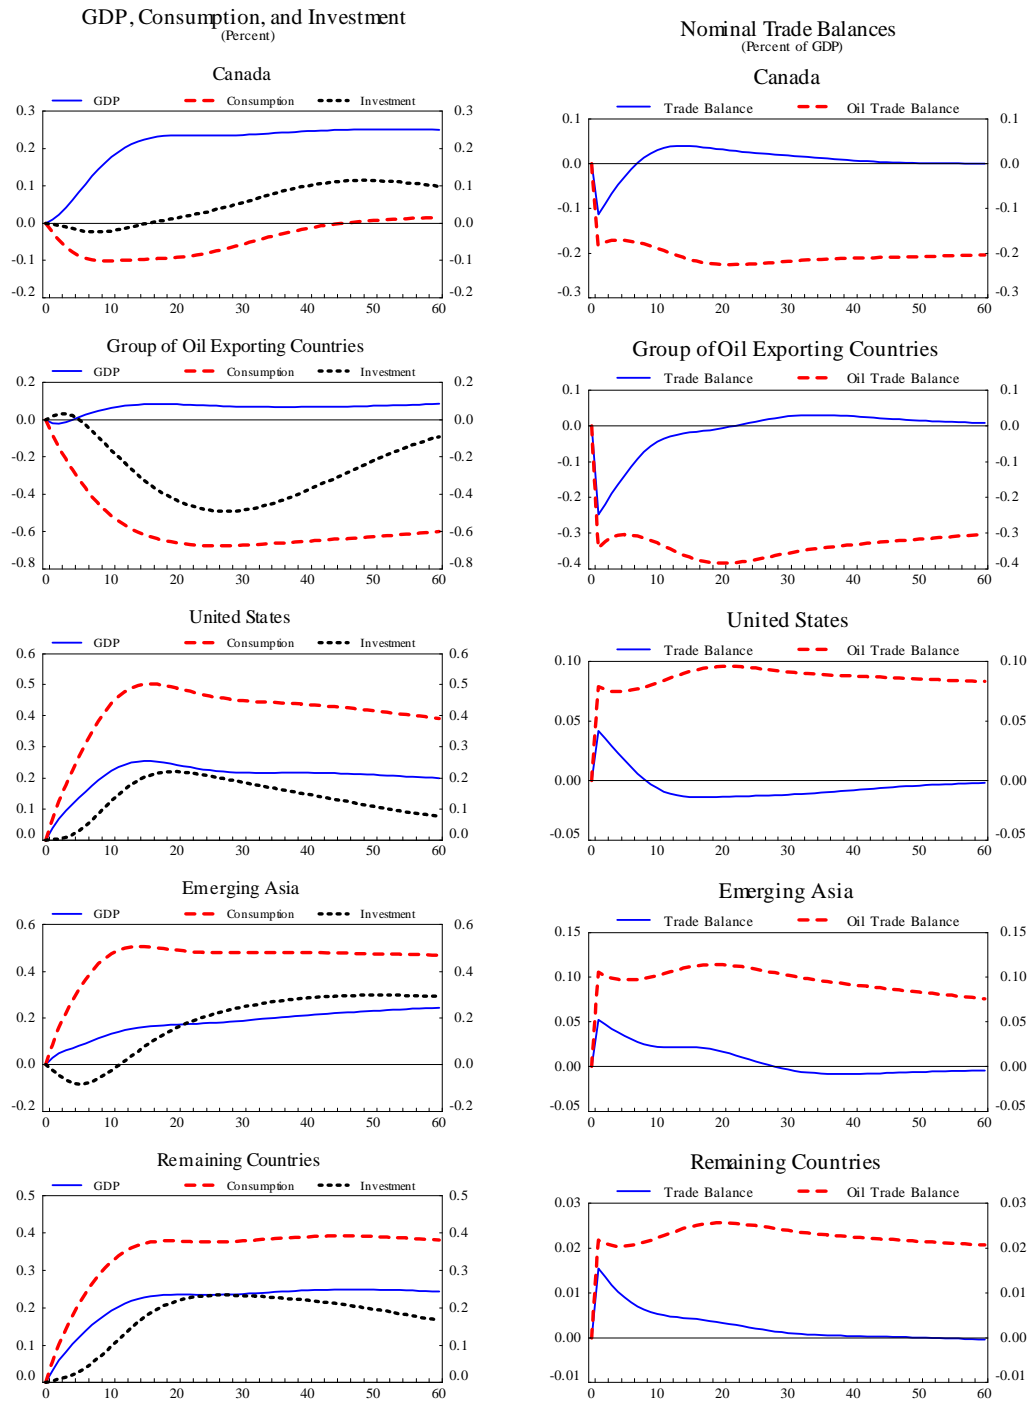 GDP, Consumption, and Investment
(Percent)
Canada
GDP Consumption Investment
0.3 0.3
0.2 0.2
0.1 0.1
0.0 0.0
-0.1 -0.1
-0.2 -0.2
0 10 20 30 40 50 60
Group of Oil Exporting Countries
GDP Consumption Investment
0.2 0.2
0.0 0.0
-0.2 -0.2
-0.4 -0.4
-0.6 -0.6
-0.8 -0.8
0 10 20 30 40 50 60
United States
GDP Consumption Investment
0.6 0.6
0.5 0.5
0.4 0.4
0.3 0.3
0.2 0.2
0.1 0.1
0.0 0.0
0 10 20 30 40 50 60
Emerging Asia
GDP Consumption Investment
0.6 0.6
0.4 0.4
0.2 0.2
0.0 0.0
-0.2 -0.2
0 10 20 30 40 50 60
Remaining Countries
GDP Consumption Investment
0.5 0.5
0.4 0.4
0.3 0.3
0.2 0.2
0.1 0.1
0.0 0.0
0 10 20 30 40 50 60
Nominal Trade Balances
(Percent of GDP)
Canada
Trade Balance Oil Trade Balance
0.1 0.1
0.0 0.0
-0.1 -0.1
-0.2 -0.2
-0.3 -0.3
0 10 20 30 40 50 60
Group of Oil Exporting Countries
Trade Balance Oil Trade Balance
0.1 0.1
0.0 0.0
-0.1 -0.1
-0.2 -0.2
-0.3 -0.3
-0.4 -0.4
0 10 20 30 40 50 60
United States
Trade Balance Oil Trade Balance
0.10 0.10
0.05 0.05
0.00 0.00
-0.05 -0.05
0 10 20 30 40 50 60
Emerging Asia
Trade Balance Oil Trade Balance
0.15 0.15
0.10 0.10
0.05 0.05
0.00 0.00
-0.05 -0.05
0 10 20 30 40 50 60
Remaining Countries
Trade Balance Oil Trade Balance
0.03 0.03
0.02 0.02
0.01 0.01
0.00 0.00
-0.01 -0.01
0 10 20 30 40 50 60